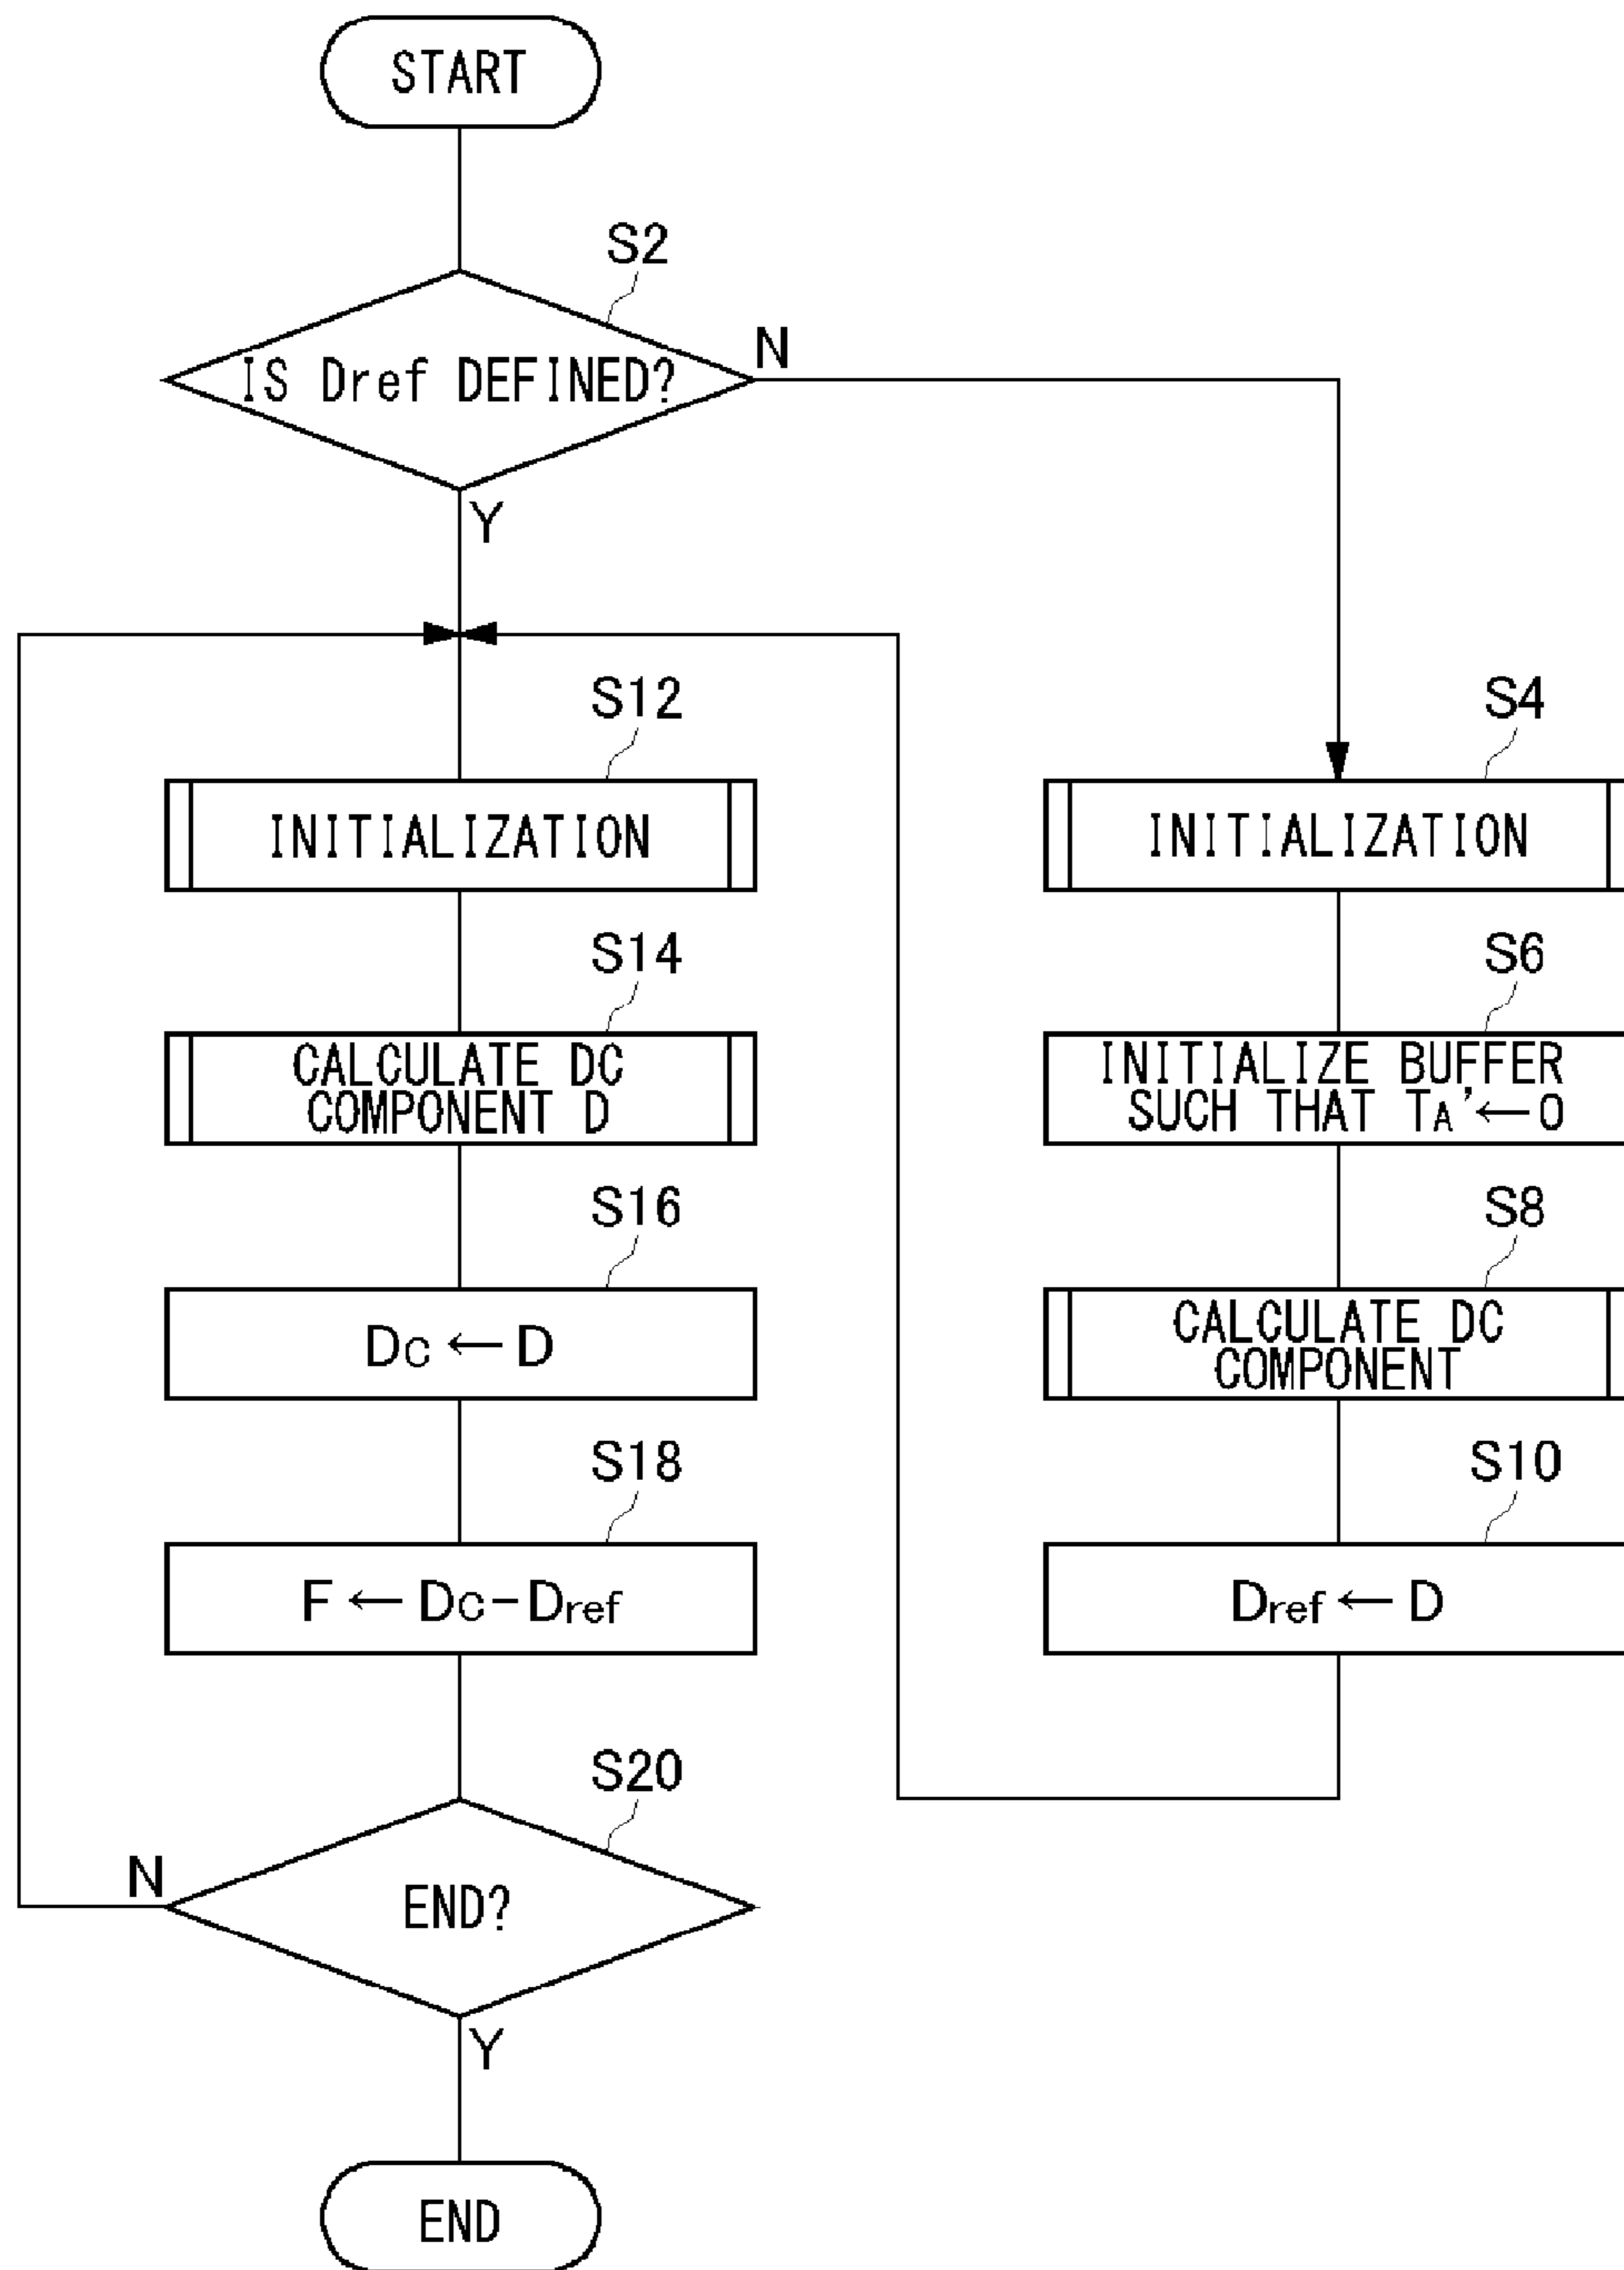 START
S2
IS Dref DEFINED?
N
Y
S12
INITIALIZATION
S14
CALCULATE DC
COMPONENT D
S16
DC ← D
S18
F ← DC-Dref
S20
END?
N
Y
END
S4
INITIALIZATION
S6
INITIALIZE BUFFER
SUCH THAT TA'←0
S8
CALCULATE DC
COMPONENT
S10
Dref ← D